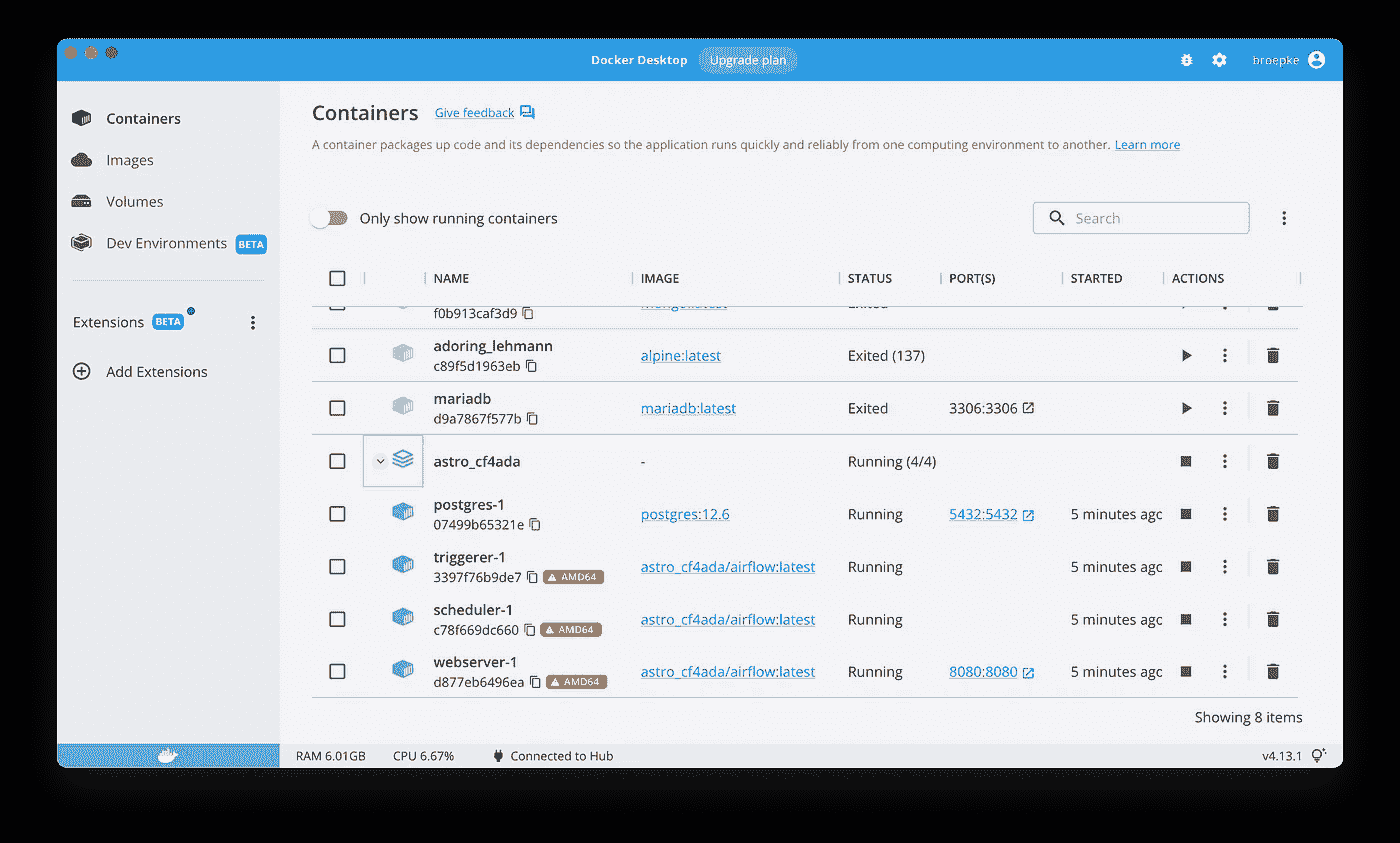 Docker Desktop Upgrade plan broepke
Containers
Images
Volumes
Dev Environments BETA
Extensions BETA
Add Extensions
Containers Give feedback
A container packages up code and its dependencies so the application runs quickly and reliably from one computing environment to another. Learn more
Only show running containers Search
NAME IMAGE STATUS PORT(S) STARTED ACTIONS
f0b913caf3d9
adoring_lehmann alpine:latest Exited (137)
c89f5d1963eb
mariadb mariadb:latest Exited 3306:3306
d9a7867f577b
astro_cf4ada - Running (4/4)
postgres-1 postgres:12.6 Running 5432:5432 5 minutes ago
07499b65321e
triggerer-1 astro_cf4ada/airflow:latest Running 5 minutes ago
3397f76b9de7 AMD64
scheduler-1 astro_cf4ada/airflow:latest Running 5 minutes ago
c78f669dc660 AMD64
webserver-1 astro_cf4ada/airflow:latest Running 8080:8080 5 minutes ago
d877eb6496ea AMD64
Showing 8 items
RAM 6.01GB CPU 6.67% Connected to Hub v4.13.1